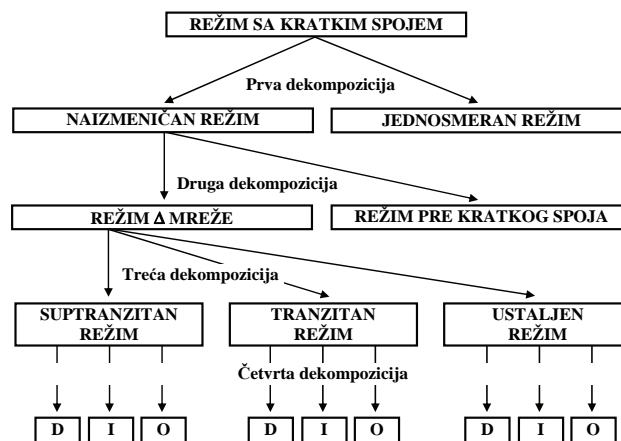 REŽIM SA KRATKIM SPOJEM
Prva dekompozicija
NAIZMENIČAN REŽIM
JEDNOSMERAN REŽIM
Druga dekompozicija
REŽIM Δ MREŽE
REŽIM PRE KRATKOG SPOJA
Treća dekompozicija
SUPTRANZITAN
REŽIM
TRANZITAN
REŽIM
USTALJEN
REŽIM
Četvrta dekompozicija
D
I
O
D
I
O
D
I
O